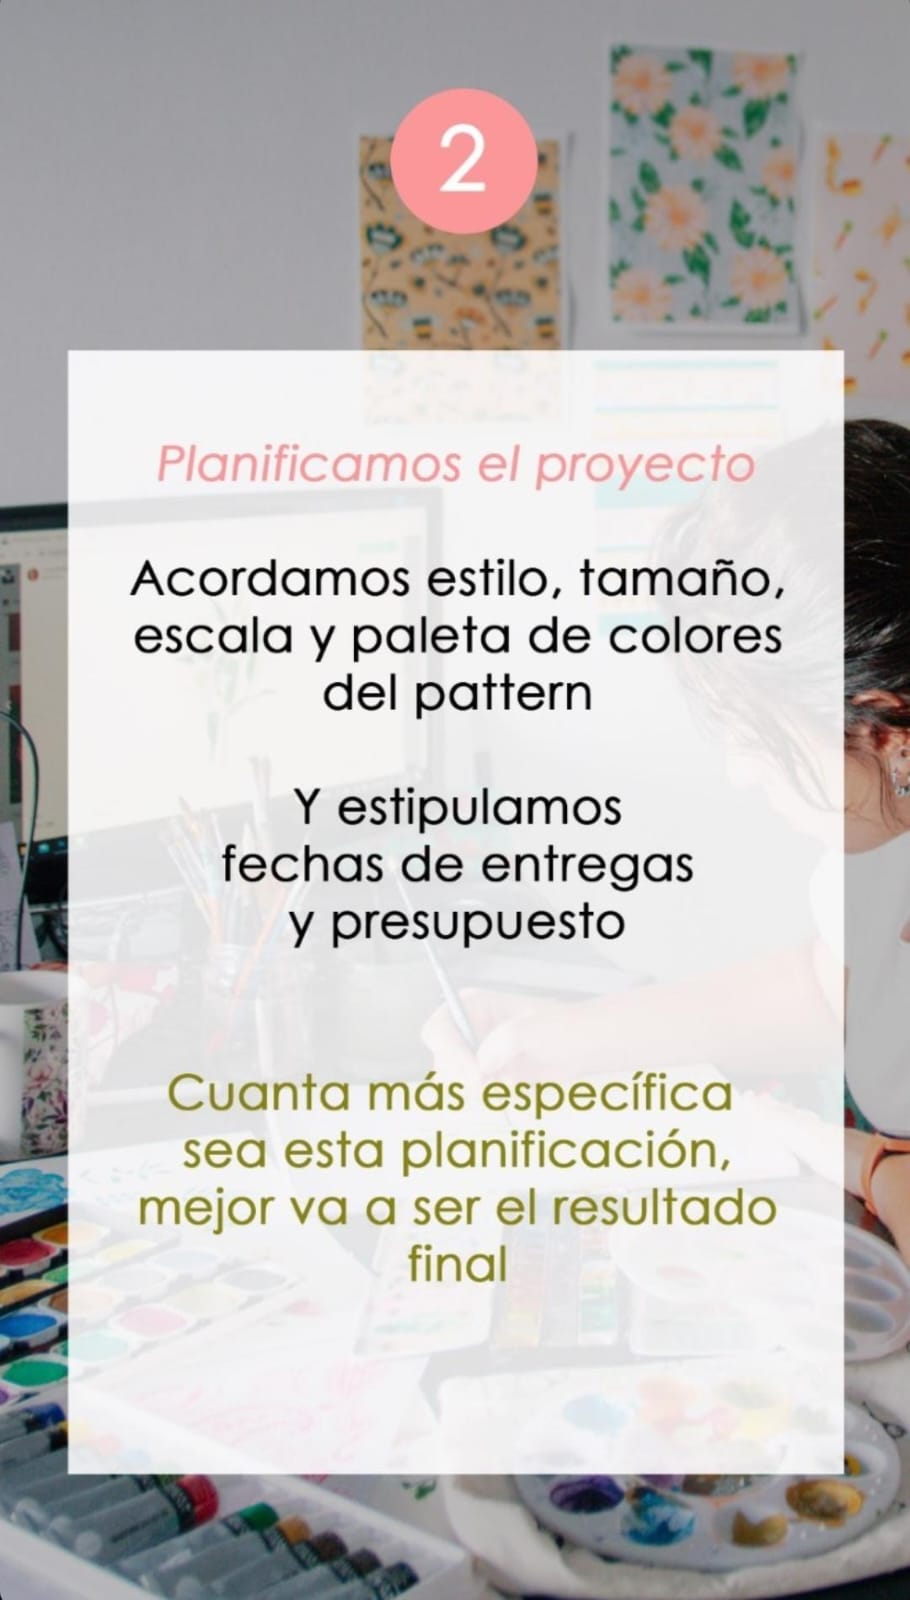 2
Planificamos el proyecto
Acordamos estilo, tamaño,
escala y paleta de colores
del pattern
Y estipulamos
fechas de entregas
y presupuesto
Cuanta más específica
sea esta planificación,
mejor va a ser el resultado
final